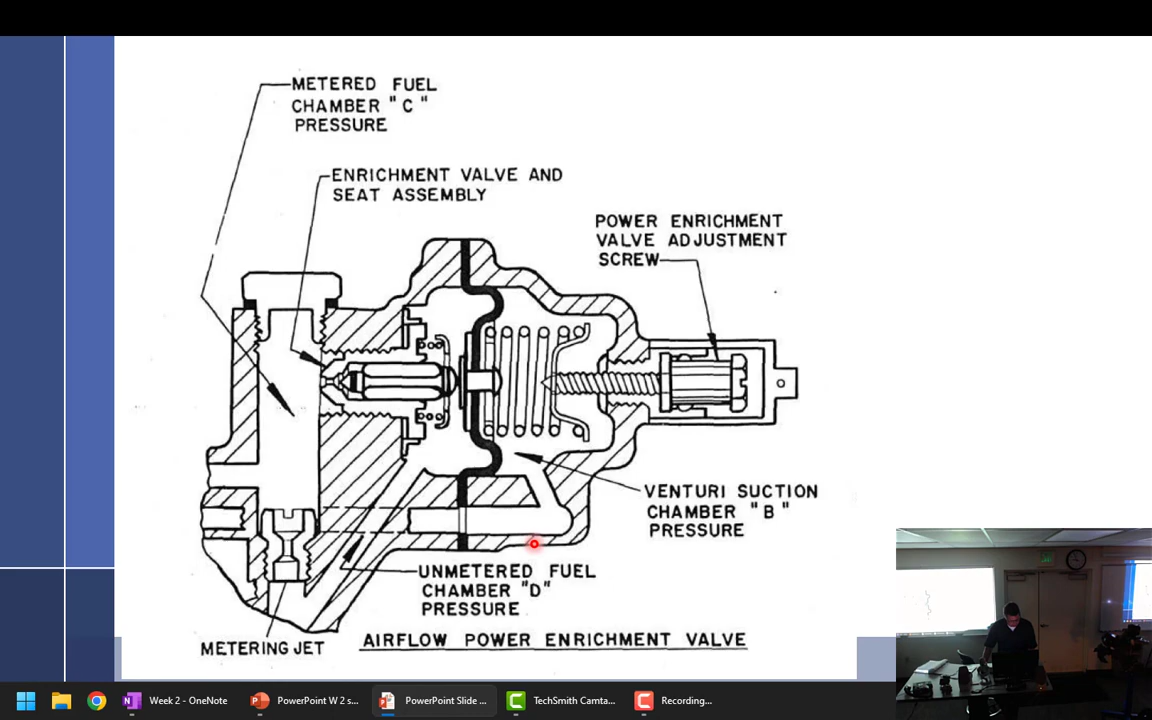 METERED FUEL
CHAMBER "C"
PRESSURE
ENRICHMENT VALVE AND
SEAT ASSEMBLY
POWER ENRICHMENT
VALVE ADJUSTMENT
SCREW
VENTURI SUCTION
CHAMBER "B"
PRESSURE
UNMETERED FUEL
CHAMBER "D"
PRESSURE
METERING JET
AIRFLOW POWER ENRICHMENT VALVE
Week 2 - OneNote
PowerPoint W 2 s...
PowerPoint Slide ...
TechSmith Camta...
Recording...